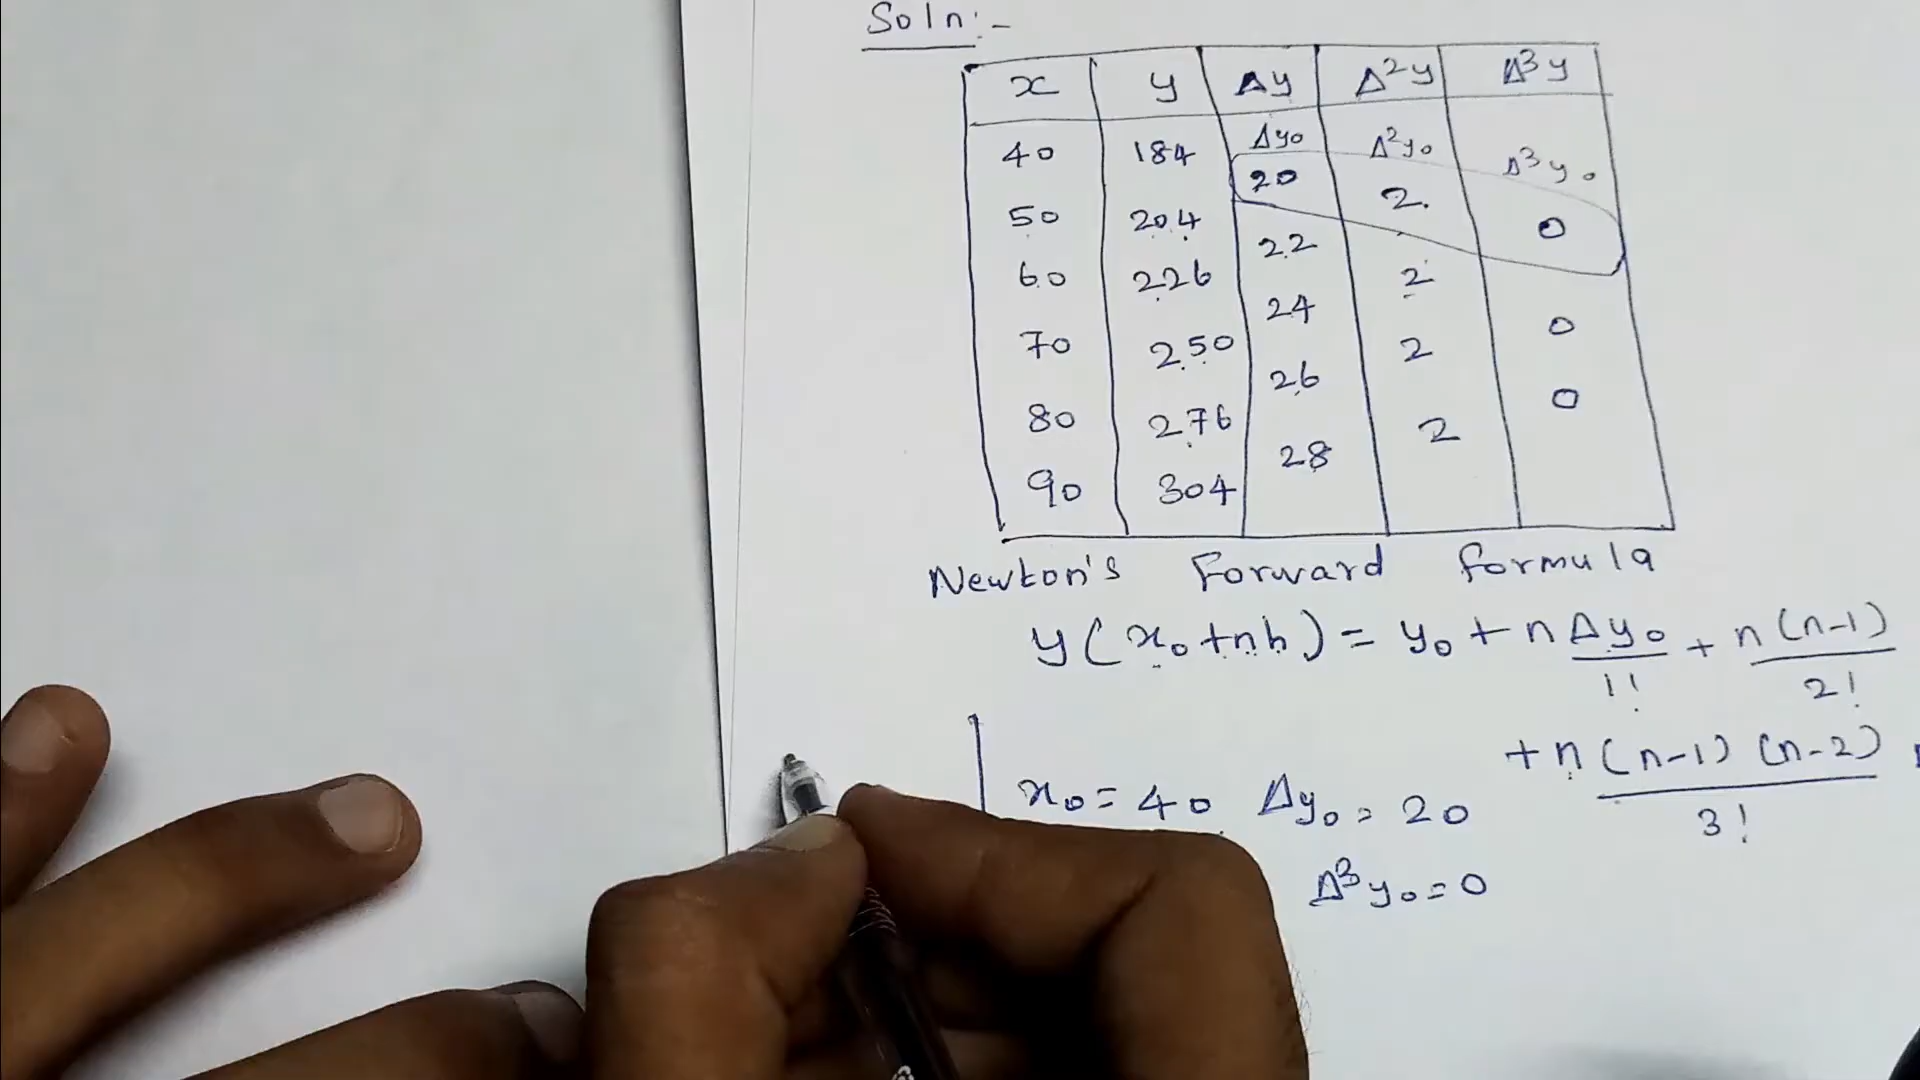 Soln:-
x y Δy Δ²y Δ³y
40 184 Δy₀ Δ²y₀ Δ³y₀
20 2
50 204 0
22
60 226 2
24 0
70 250 2
26 0
80 276 2
28
90 304
Newton's Forward formula
y(x₀+nh) = y₀ + n Δy₀/1! + n(n-1)/2!
+ n(n-1)(n-2)/3!
x₀ = 40 Δy₀ = 20
Δ³y₀ = 0